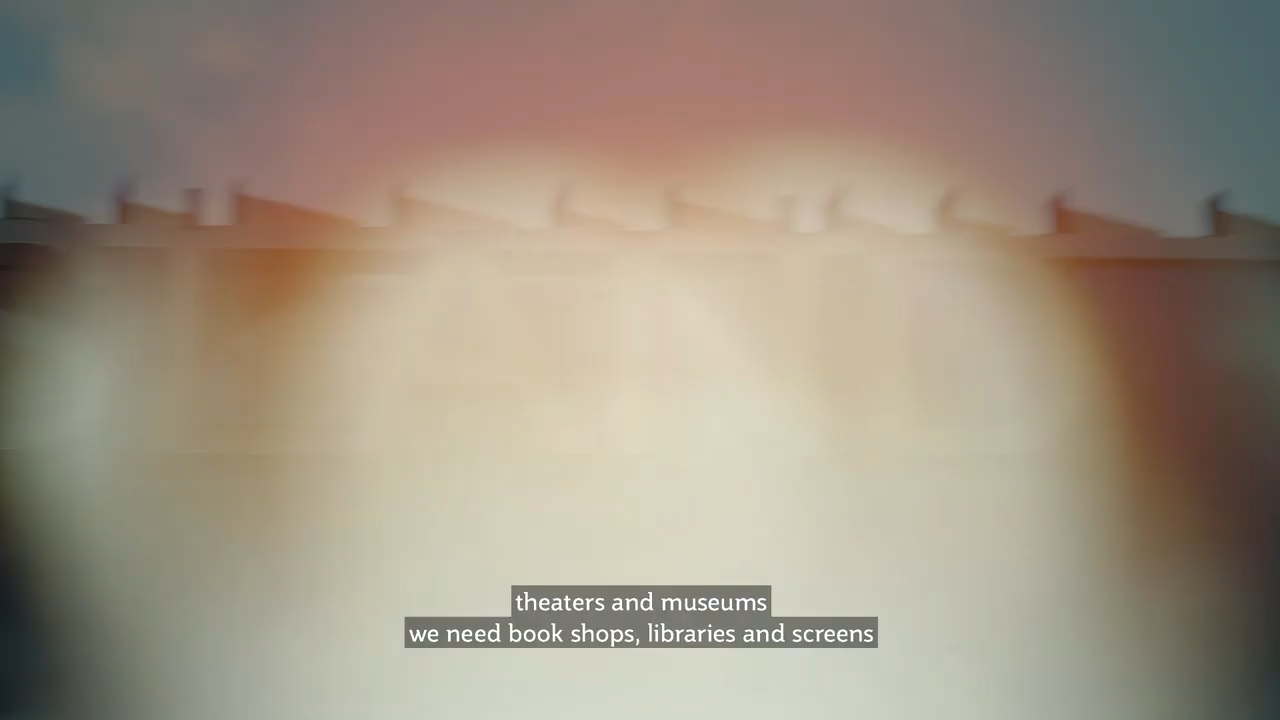 theaters and museums
we need book shops, libraries and screens